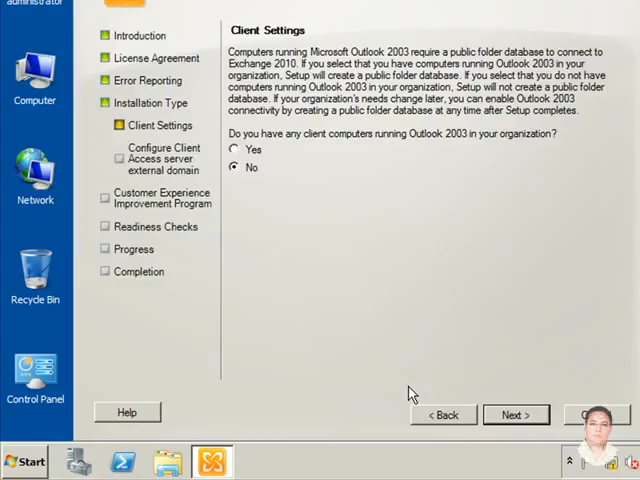 administrator
Computer
Network
Recycle Bin
Control Panel
Introduction
License Agreement
Error Reporting
Installation Type
Client Settings
Configure Client
Access server
external domain
Customer Experience
Improvement Program
Readiness Checks
Progress
Completion
Client Settings
Computers running Microsoft Outlook 2003 require a public folder database to connect to
Exchange 2010. If you select that you have computers running Outlook 2003 in your
organization, Setup will create a public folder database. If you select that you do not have
computers running Outlook 2003 in your organization, Setup will not create a public folder
database. If your organization's needs change later, you can enable Outlook 2003
connectivity by creating a public folder database at any time after Setup completes.
Do you have any client computers running Outlook 2003 in your organization?
Yes
No
Help
< Back
Next >
Start